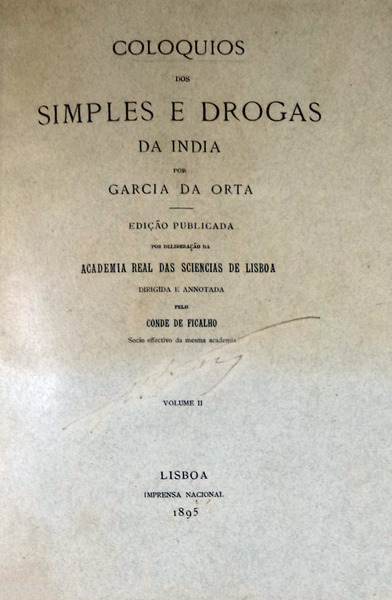 COLOQUIOS
DOS
SIMPLES E DROGAS
DA INDIA
POR
GARCIA DA ORTA
EDIÇÃO PUBLICADA
POR DELIBERAÇÃO DA
ACADEMIA REAL DAS SCIENCIAS DE LISBOA
DIRIGIDA E ANNOTADA
PELO
CONDE DE FICALHO
Socio effectivo da mesma academia
VOLUME II
LISBOA
IMPRENSA NACIONAL
1895